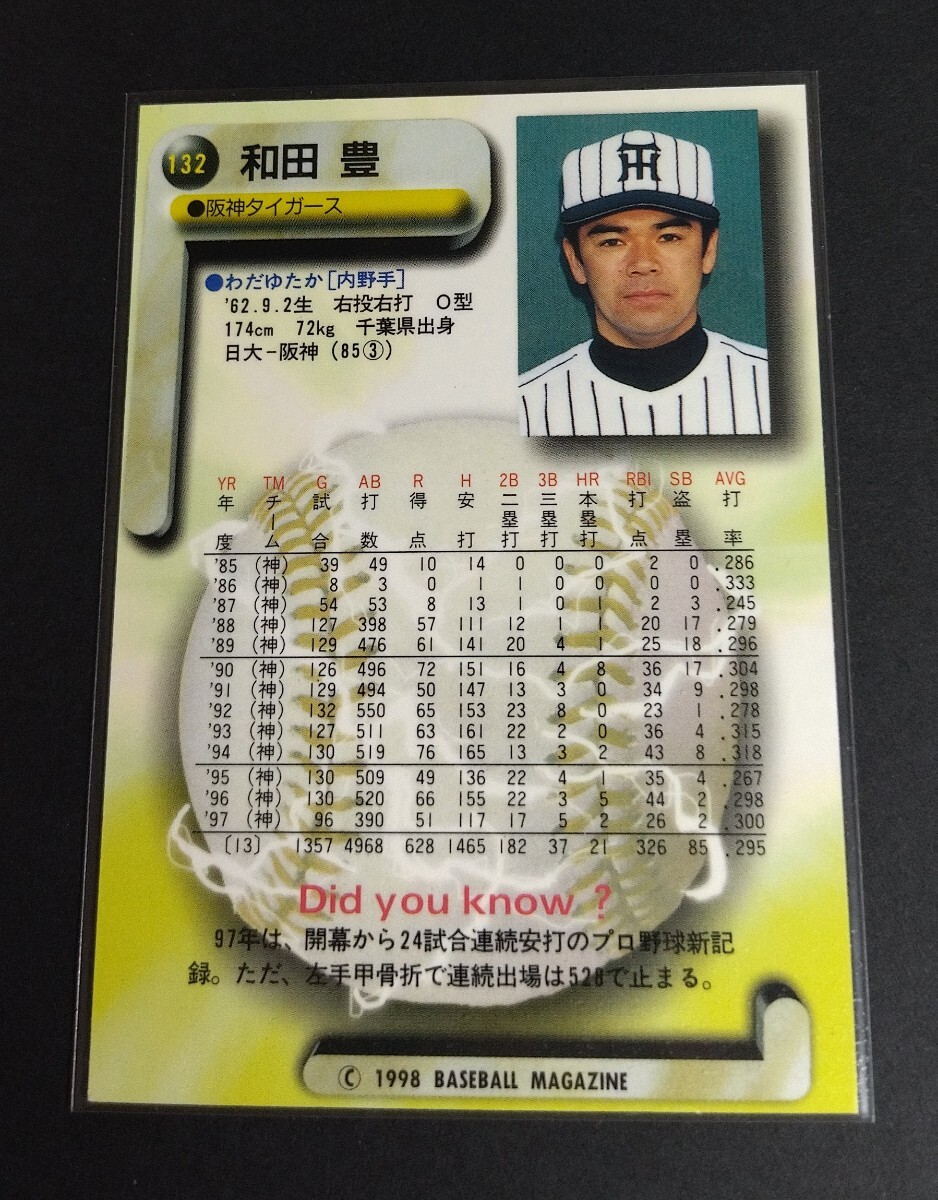 132 和田 豊
●阪神タイガース
TH
●わだゆたか[内野手]
'62.9.2生 右投右打 O型
174cm 72kg 千葉県出身
日大−阪神(85③)
YR TM G AB R H 2B 3B HR RBI SB AVG
年度 チーム 試合 打数 得点 安打 二塁打 三塁打 本塁打 打点 盗塁 打率
'85 (神) 39 49 10 14 0 0 0 2 0 .286
'86 (神) 8 3 0 1 1 0 0 0 0 .333
'87 (神) 54 53 8 13 1 0 1 2 3 .245
'88 (神) 127 398 57 111 12 1 1 20 17 .279
'89 (神) 129 476 61 141 20 4 1 25 18 .296
'90 (神) 126 496 72 151 16 4 8 36 17 .304
'91 (神) 129 494 50 147 13 3 0 34 9 .298
'92 (神) 132 550 65 153 23 8 0 23 1 .278
'93 (神) 127 511 63 161 22 2 0 36 4 .315
'94 (神) 130 519 76 165 13 3 2 43 8 .318
'95 (神) 130 509 49 136 22 4 1 35 4 .267
'96 (神) 130 520 66 155 22 3 5 44 2 .298
'97 (神) 96 390 51 117 17 5 2 26 2 .300
〔13〕 1357 4968 628 1465 182 37 21 326 85 .295
Did you know ?
97年は、開幕から24試合連続安打のプロ野球新記
録。ただ、左手甲骨折で連続出場は528で止まる。
© 1998 BASEBALL MAGAZINE